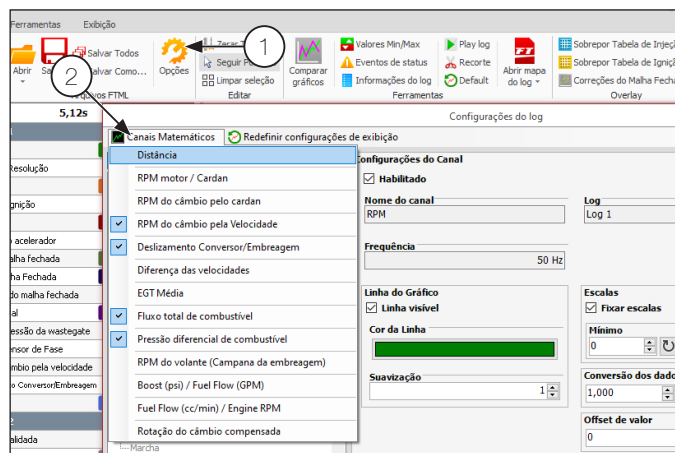 Ferramentas Exibição
Salvar Todos
Salvar Como...
Abrir
Opções
Arquivos FTML
1
2
Zerar
Seguir
Limpar seleção
Editar
Comparar gráficos
Valores Min/Max
Eventos de status
Informações do log
Play log
Recorte
Default
Ferramentas
FT
Abrir mapa do log
Sobrepor Tabela de Injeç
Sobrepor Tabela de Ignição
Correções do Malha Fecha
Overlay
5,12s
Configurações do log
Canais Matemáticos
Redefinir configurações de exibição
Distância
RPM motor / Cardan
RPM do câmbio pelo cardan
RPM do câmbio pela Velocidade
Deslizamento Conversor/Embreagem
Diferença das velocidades
EGT Média
Fluxo total de combustível
Pressão diferencial de combustível
RPM do volante (Campana da embreagem)
Boost (psi) / Fuel Flow (GPM)
Fuel Flow (cc/min) / Engine RPM
Rotação do câmbio compensada
Marcha
Resolução
gnição
o acelerador
alha fechada
ha Fechada
do malha fechada
al
essão da wastegate
nsor de Fase
mbio pela velocidade
o Conversor/Embreagem
2
alidada
Configurações do Canal
Habilitado
Nome do canal
RPM
Log
Log 1
Frequência
50 Hz
Linha do Gráfico
Linha visível
Cor da Linha
Suavização
1
Escalas
Fixar escalas
Mínimo
0
Conversão dos dado
1,000
Offset de valor
0